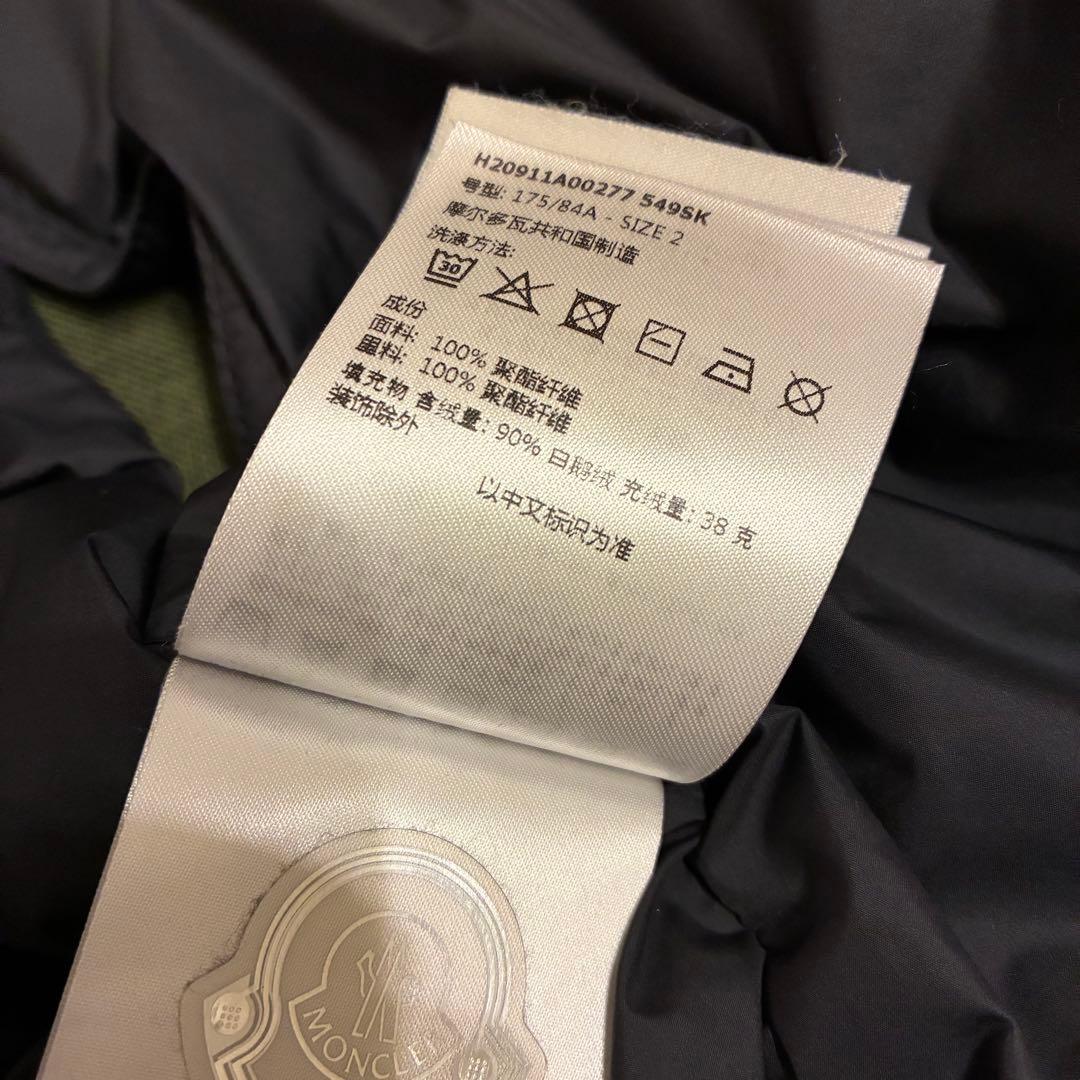 H20911A00277 549SK
号型: 175/84A - SIZE 2
摩尔多瓦共和国制造
洗涤方法:
30
成份
面料: 100% 聚酯纤维
里料: 100% 聚酯纤维
填充物 含绒量: 90% 白鹅绒 充绒量: 38 克
装饰除外
以中文标识为准
MONCLER